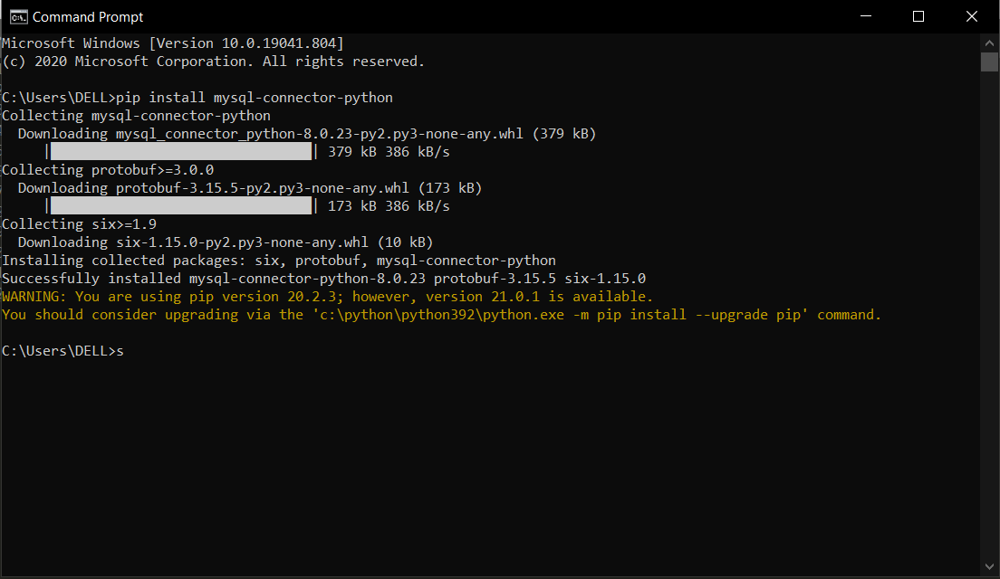 Command Prompt
Microsoft Windows [Version 10.0.19041.804]
(c) 2020 Microsoft Corporation. All rights reserved.
C:\Users\DELL>pip install mysql-connector-python
Collecting mysql-connector-python
  Downloading mysql_connector_python-8.0.23-py2.py3-none-any.whl (379 kB)
     |████████████████████████████████| 379 kB 386 kB/s
Collecting protobuf>=3.0.0
  Downloading protobuf-3.15.5-py2.py3-none-any.whl (173 kB)
     |████████████████████████████████| 173 kB 386 kB/s
Collecting six>=1.9
  Downloading six-1.15.0-py2.py3-none-any.whl (10 kB)
Installing collected packages: six, protobuf, mysql-connector-python
Successfully installed mysql-connector-python-8.0.23 protobuf-3.15.5 six-1.15.0
WARNING: You are using pip version 20.2.3; however, version 21.0.1 is available.
You should consider upgrading via the 'c:\python\python392\python.exe -m pip install --upgrade pip' command.
C:\Users\DELL>s